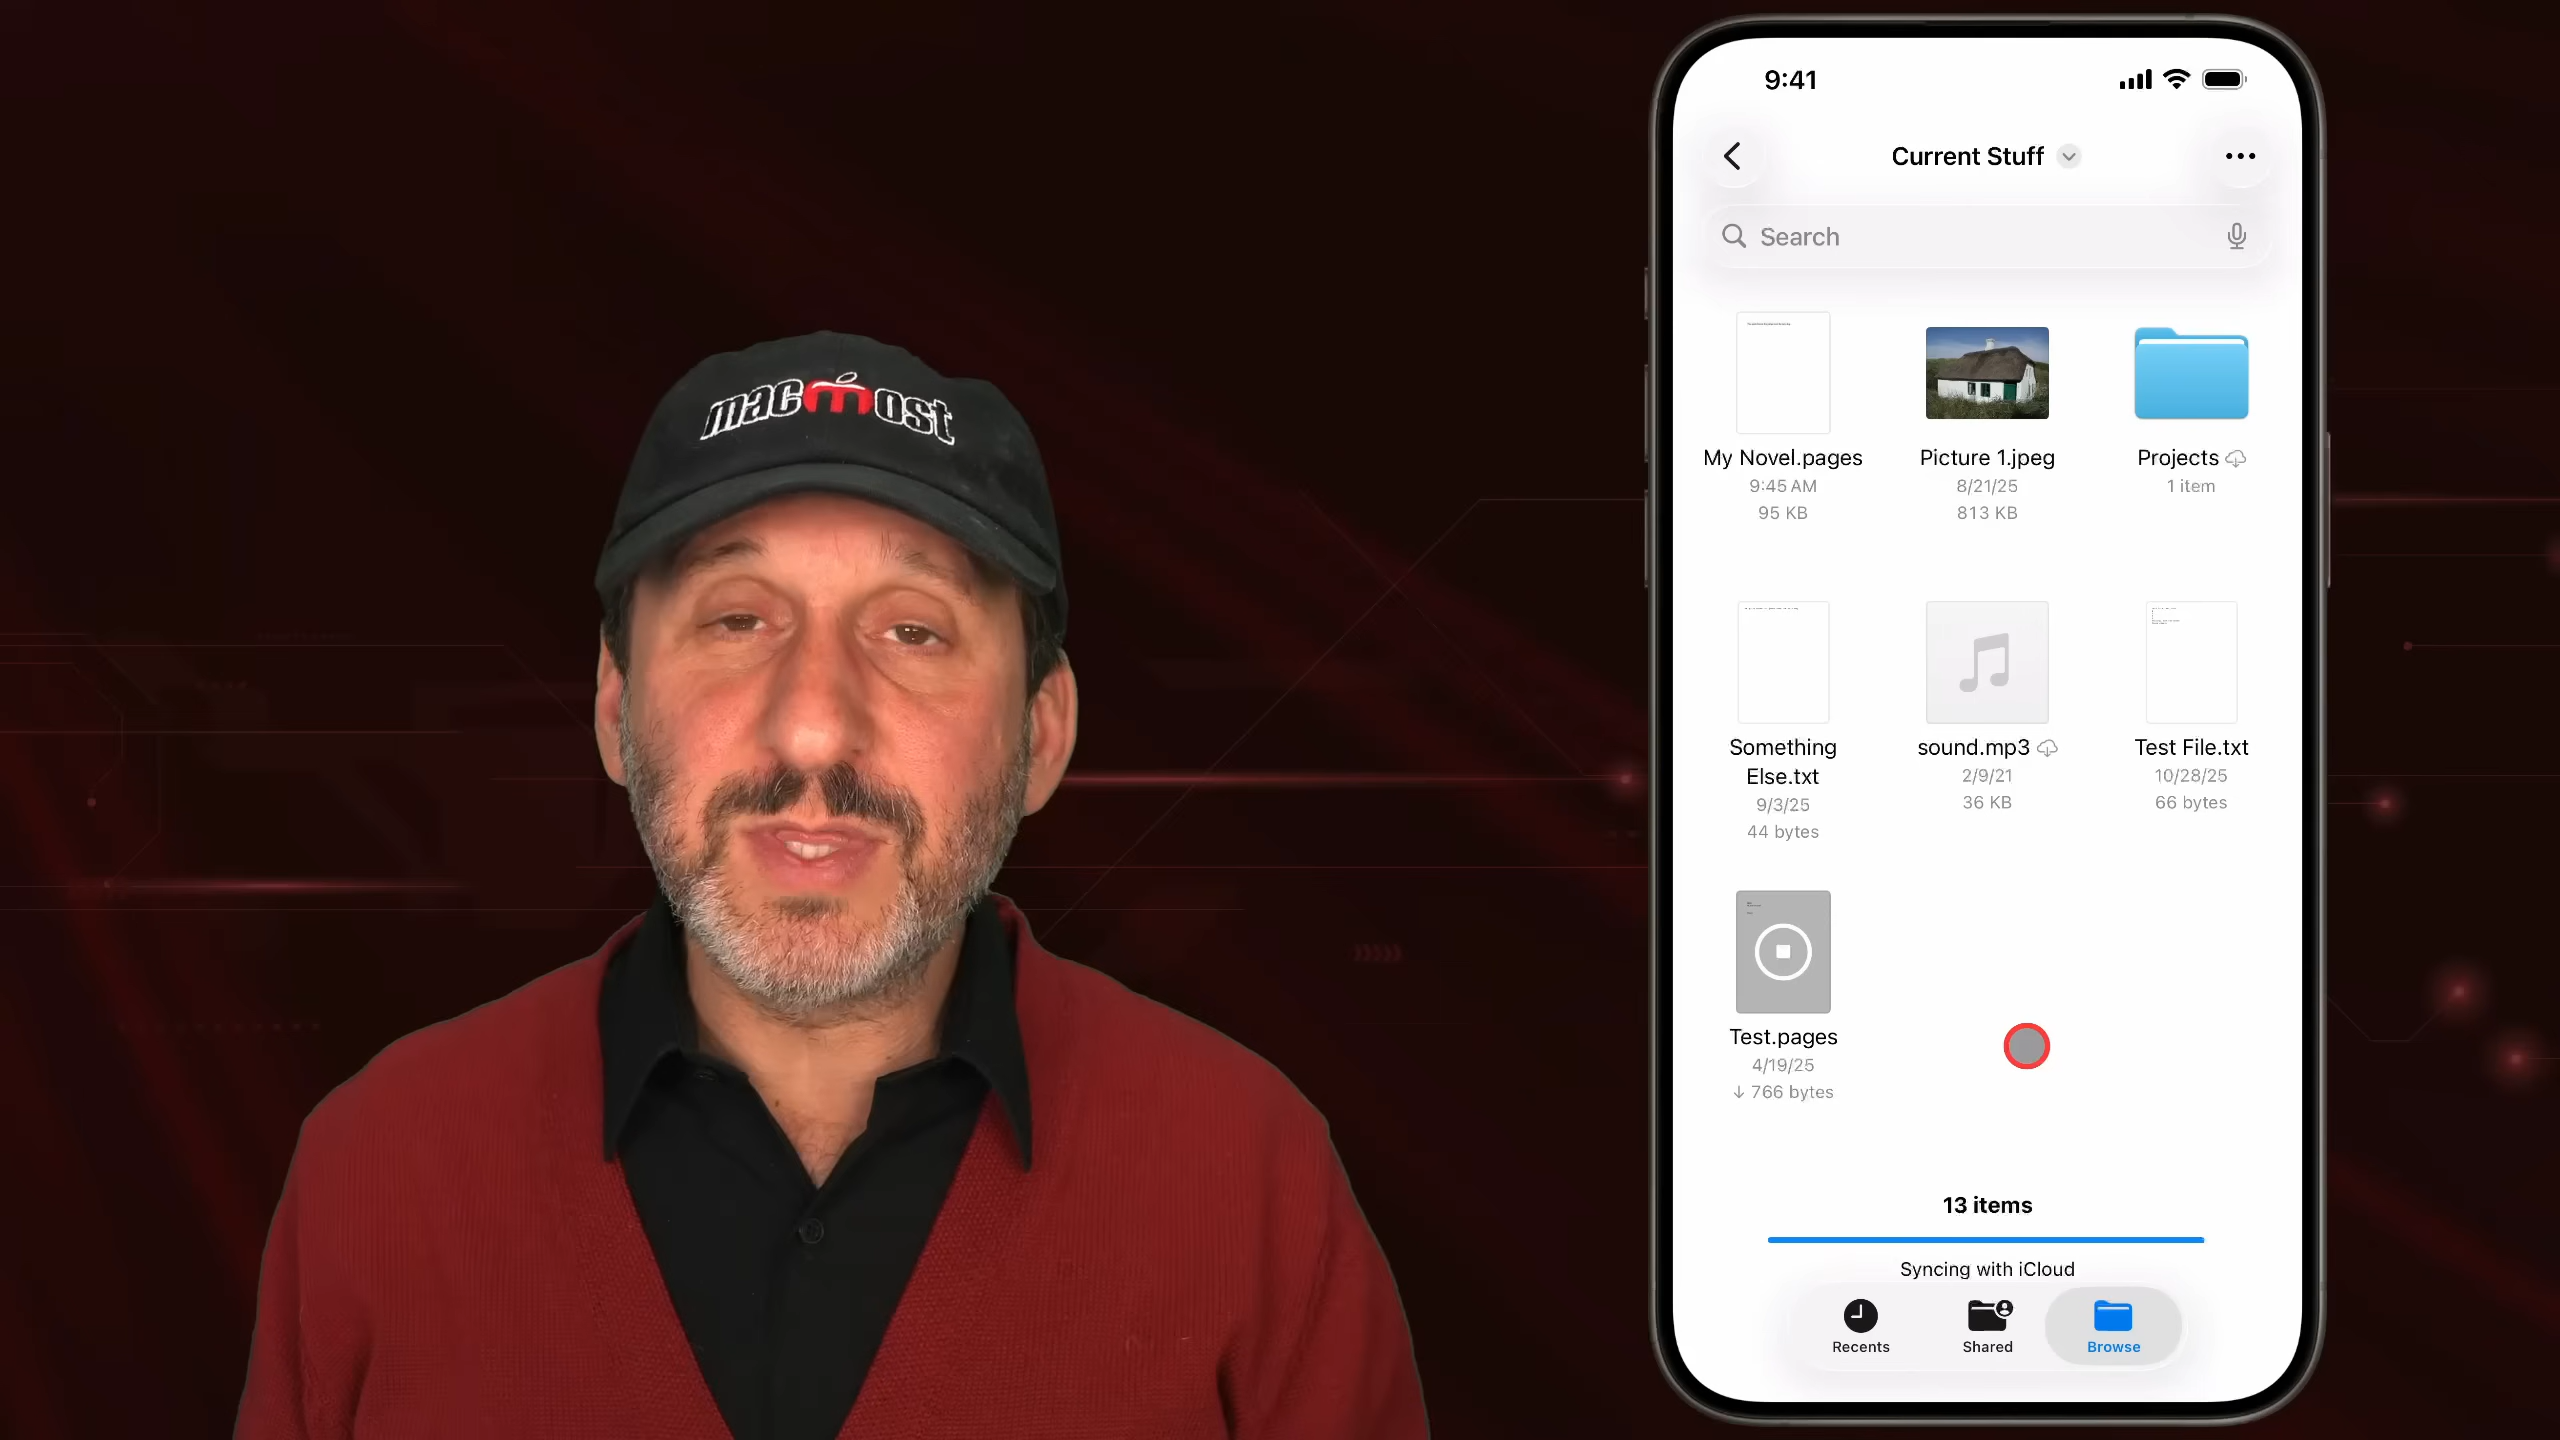 macmost
9:41
Current Stuff
Search
My Novel.pages
9:45 AM
95 KB
Picture 1.jpeg
8/21/25
813 KB
Projects
1 item
Something
Else.txt
9/3/25
44 bytes
sound.mp3
2/9/21
36 KB
Test File.txt
10/28/25
66 bytes
Test.pages
4/19/25
↓ 766 bytes
13 items
Syncing with iCloud
Recents
Shared
Browse